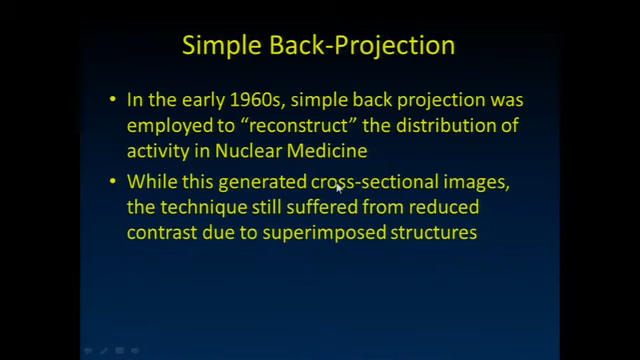 Simple Back-Projection
• In the early 1960s, simple back projection was
employed to “reconstruct” the distribution of
activity in Nuclear Medicine
• While this generated cross-sectional images,
the technique still suffered from reduced
contrast due to superimposed structures